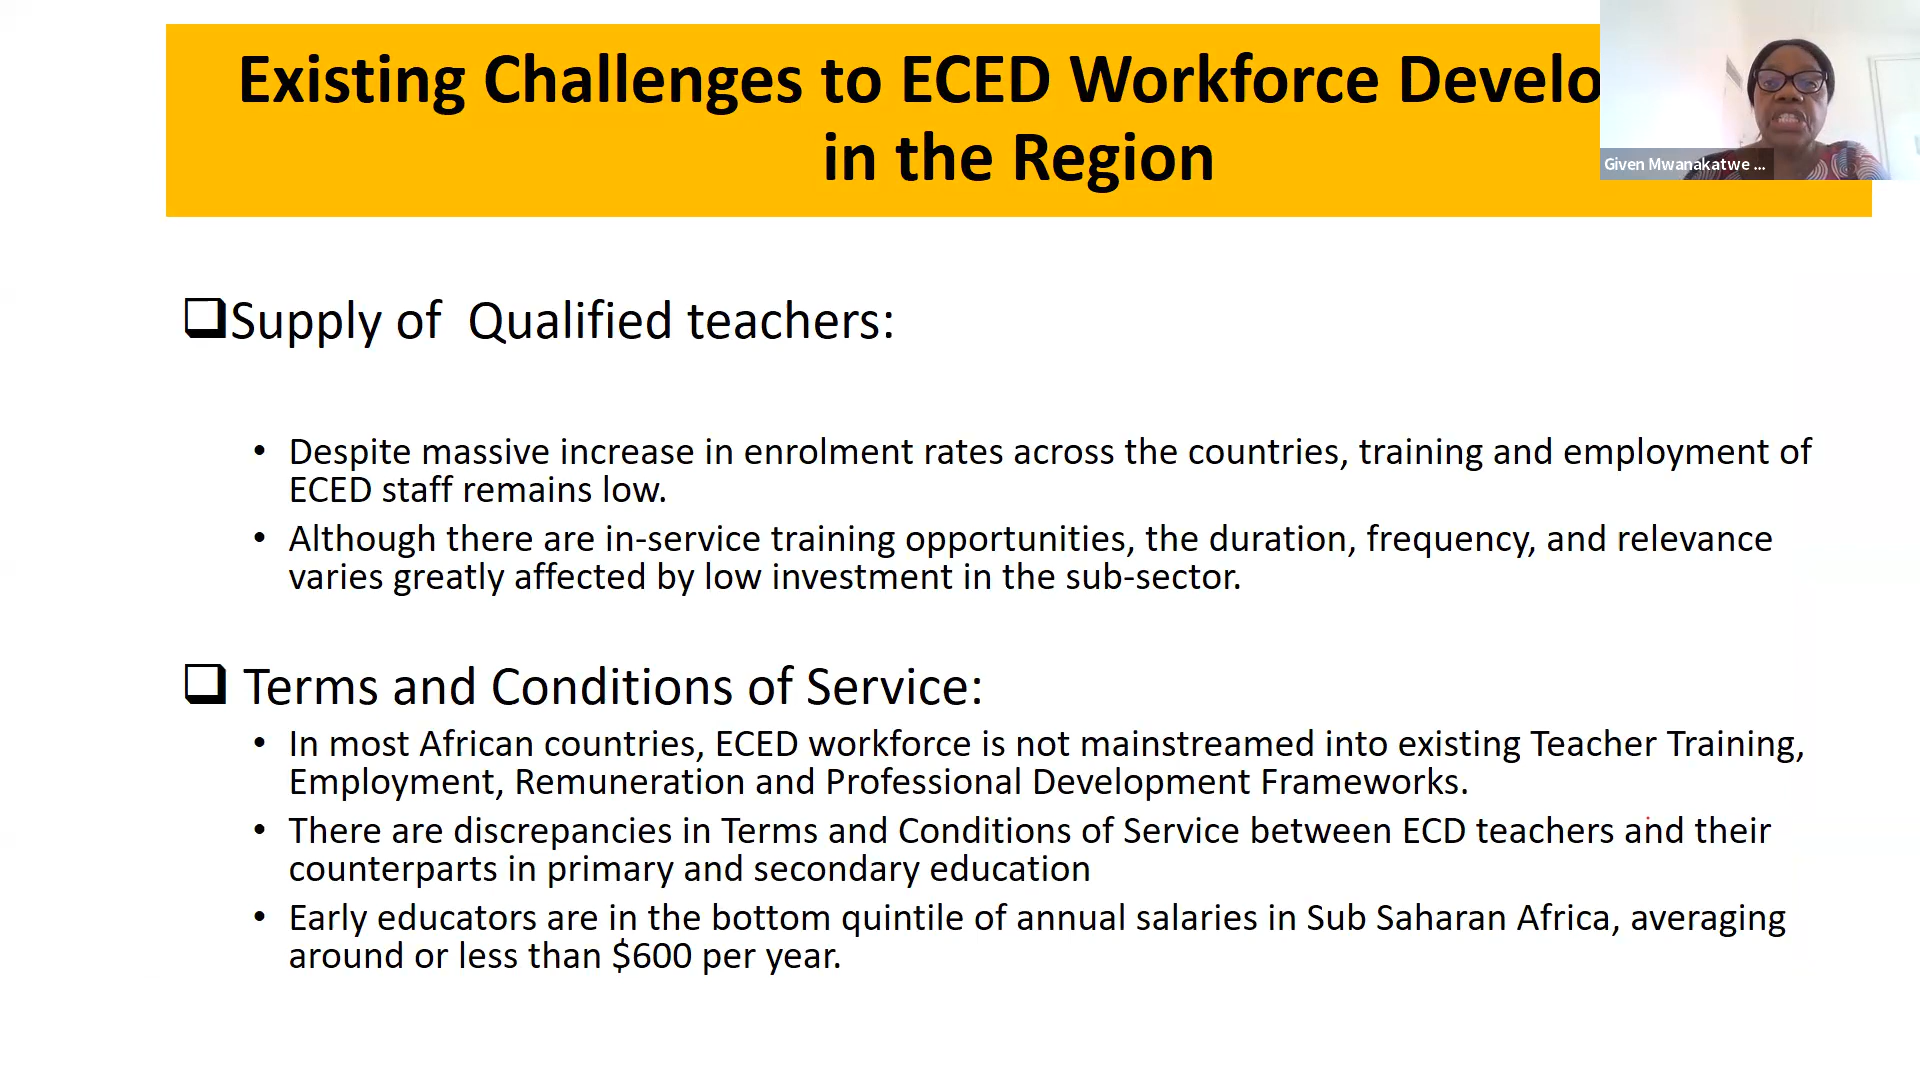 Existing Challenges to ECED Workforce Develo
in the Region
Given Mwanakatwe ...
Supply of Qualified teachers:
• Despite massive increase in enrolment rates across the countries, training and employment of
ECED staff remains low.
• Although there are in-service training opportunities, the duration, frequency, and relevance
varies greatly affected by low investment in the sub-sector.
Terms and Conditions of Service:
• In most African countries, ECED workforce is not mainstreamed into existing Teacher Training,
Employment, Remuneration and Professional Development Frameworks.
• There are discrepancies in Terms and Conditions of Service between ECD teachers and their
counterparts in primary and secondary education
• Early educators are in the bottom quintile of annual salaries in Sub Saharan Africa, averaging
around or less than $600 per year.